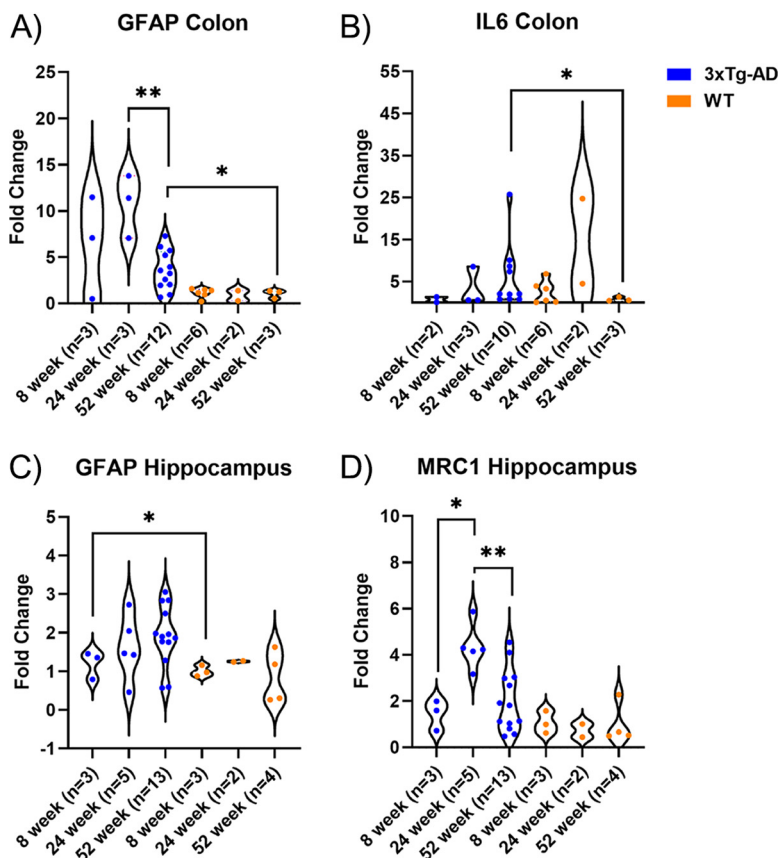 A)
GFAP Colon
Fold Change
25
20
15
10
5
0
**
*
8 week (n=3)
24 week (n=3)
52 week (n=12)
8 week (n=6)
24 week (n=2)
52 week (n=3)
B)
IL6 Colon
Fold Change
55
45
35
25
15
5
*
8 week (n=2)
24 week (n=3)
52 week (n=10)
8 week (n=6)
24 week (n=2)
52 week (n=3)
3xTg-AD
WT
C)
GFAP Hippocampus
Fold Change
5
4
3
2
1
0
-1
*
8 week (n=3)
24 week (n=5)
52 week (n=13)
8 week (n=3)
24 week (n=2)
52 week (n=4)
D)
MRC1 Hippocampus
Fold Change
10
8
6
4
2
0
*
**
8 week (n=3)
24 week (n=5)
52 week (n=13)
8 week (n=3)
24 week (n=2)
52 week (n=4)